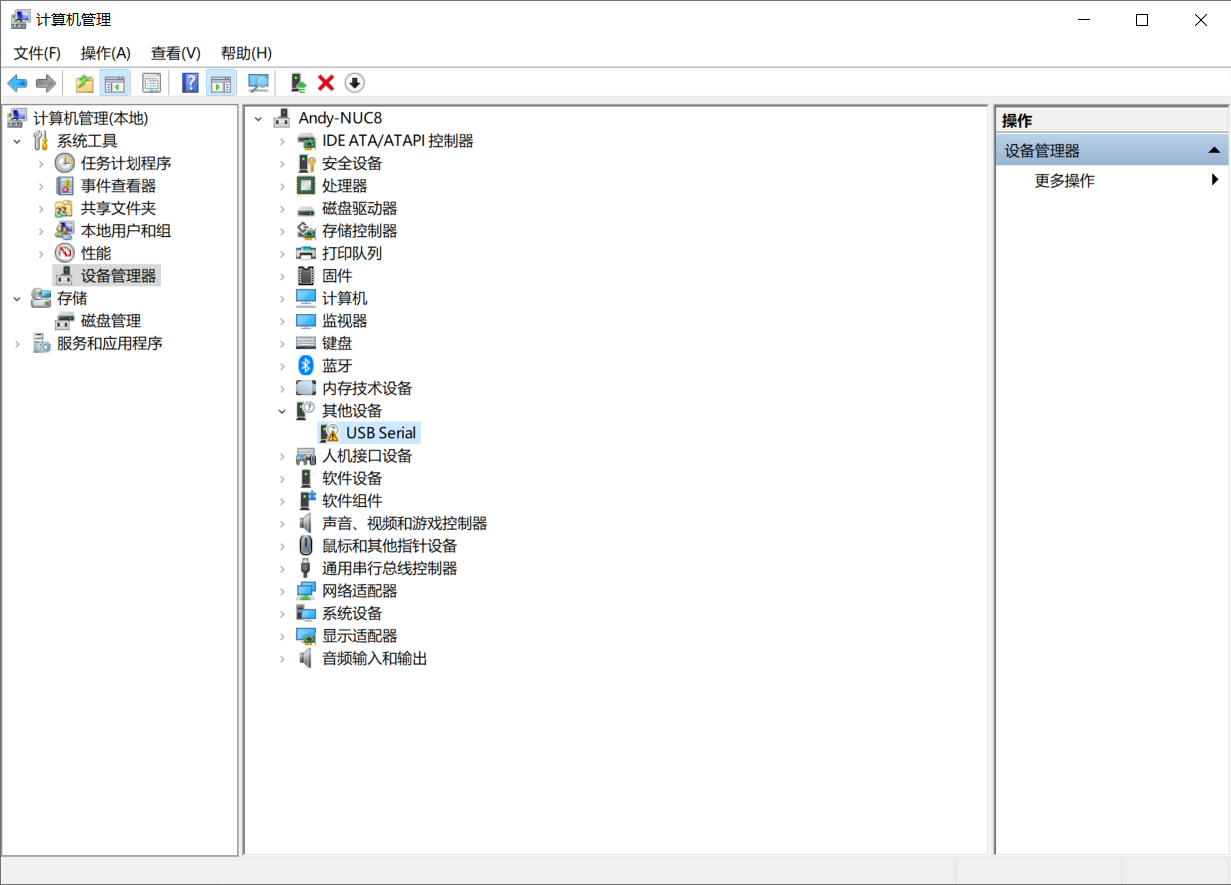 计算机管理
文件(F) 操作(A) 查看(V) 帮助(H)
计算机管理(本地)
系统工具
任务计划程序
事件查看器
共享文件夹
本地用户和组
性能
设备管理器
存储
磁盘管理
服务和应用程序
Andy-NUC8
IDE ATA/ATAPI 控制器
安全设备
处理器
磁盘驱动器
存储控制器
打印队列
固件
计算机
监视器
键盘
蓝牙
内存技术设备
其他设备
USB Serial
人机接口设备
软件设备
软件组件
声音、视频和游戏控制器
鼠标和其他指针设备
通用串行总线控制器
网络适配器
系统设备
显示适配器
音频输入和输出
操作
设备管理器
更多操作